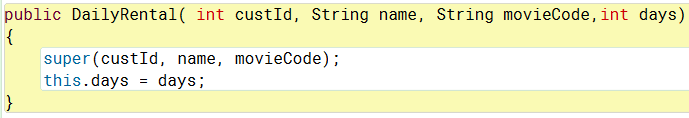 public DailyRental( int custId, String name, String movieCode,int days)
{
super(custId, name, movieCode);
this.days = days;
}